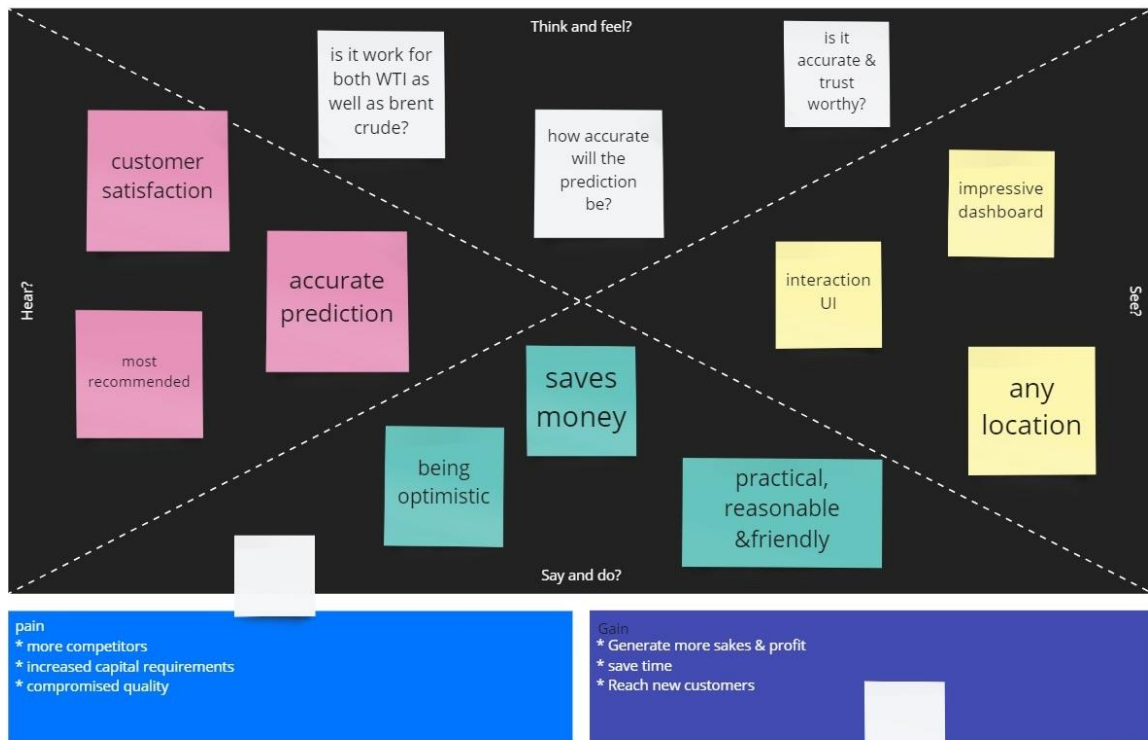 Think and feel?
is it work for
both WTI as
well as brent
crude?
is it
accurate &
trust
worthy?
how accurate
will the
prediction
be?
Hear?
customer
satisfaction
accurate
prediction
most
recommended
See?
impressive
dashboard
interaction
UI
any
location
saves
money
being
optimistic
practical,
reasonable
&friendly
Say and do?
pain
* more competitors
* increased capital requirements
* compromised quality
Gain
* Generate more sakes & profit
* save time
* Reach new customers